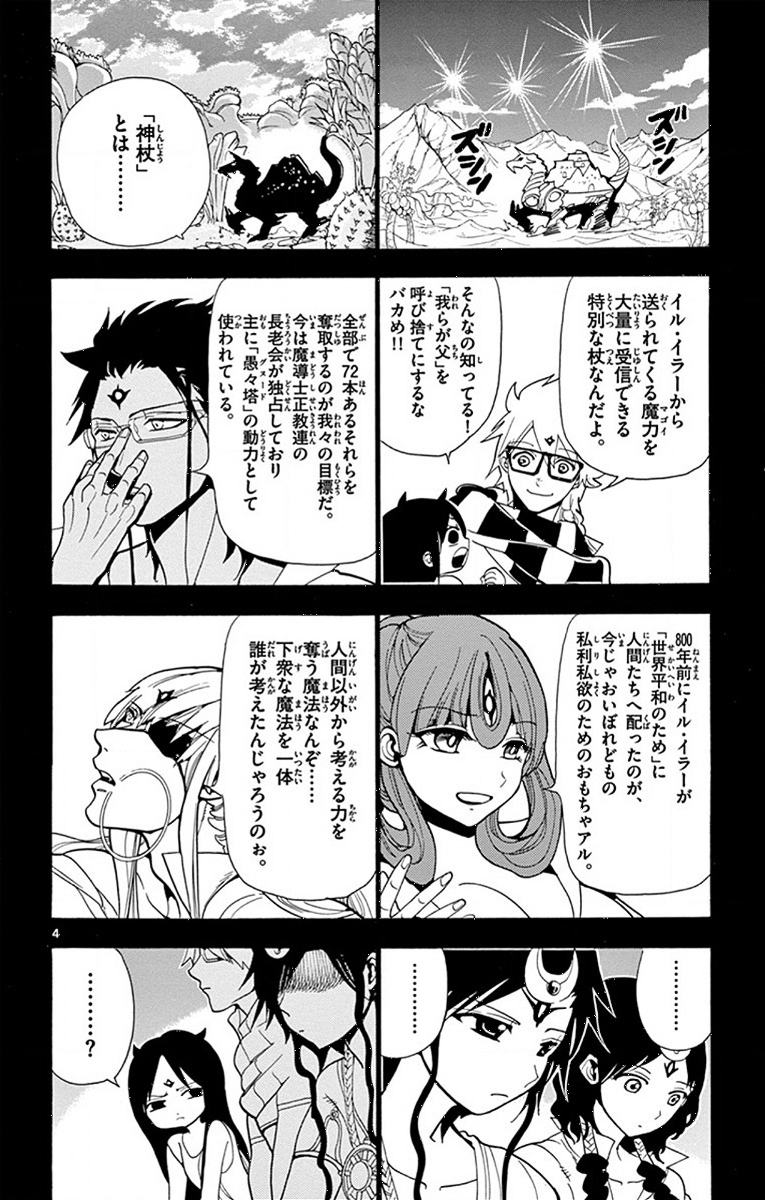 ズシン
ズシン
「神杖」
とは………
イル・イラーから
送られてくる魔力を
大量に受信できる
特別な杖なんだよ。
そんなの知ってる!
「我らが父」を
呼び捨てにするな
バカめ!!
全部で72本あるそれらを
奪取するのが我々の目標だ。
今は魔導士正教連の
長老会が独占しており
主に「愚々塔」の動力として
使われている。
800年前にイル・イラーが
「世界平和のため」に
人間たちへ配ったのが、
今じゃおいぼれどもの
私利私欲のためのおもちゃアル。
人間以外から考える力を
奪う魔法なんぞ……
下衆な魔法を一体
誰が考えたんじゃろうのぉ。
………
………?
4